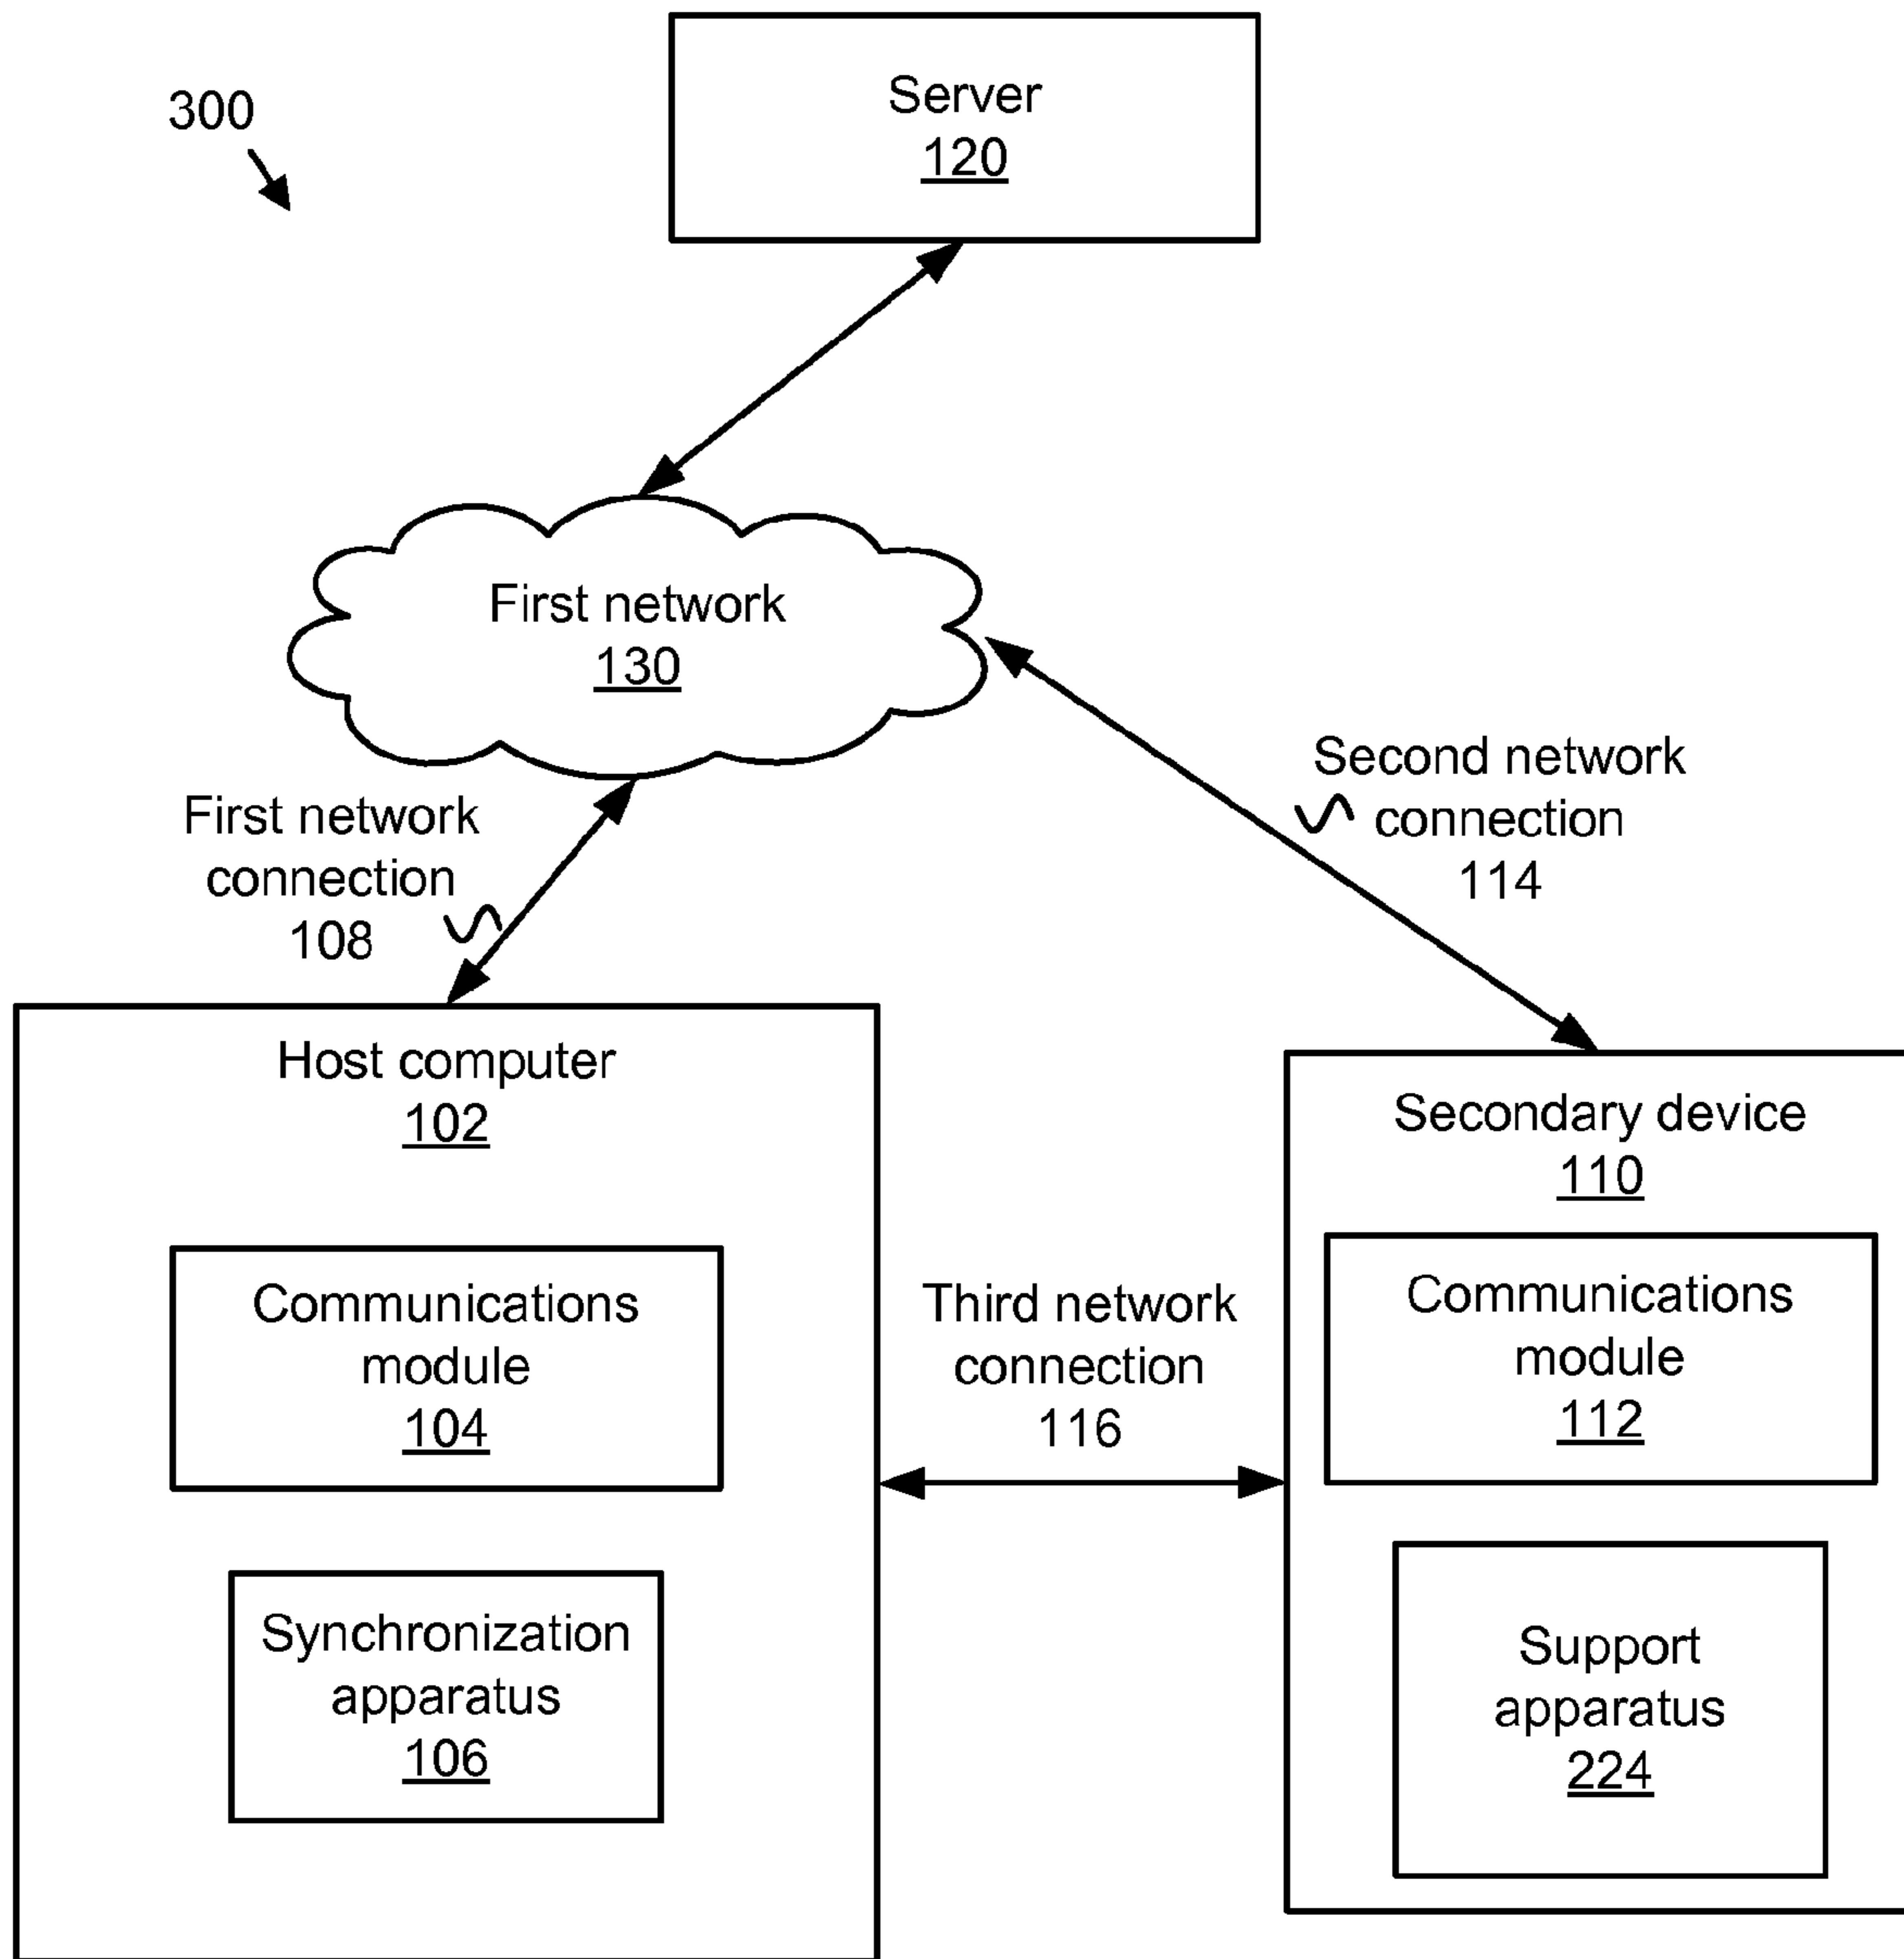 300
Server
120
First network
130
First network
connection
108
Second network
connection
114
Host computer
102
Communications
module
104
Synchronization
apparatus
106
Third network
connection
116
Secondary device
110
Communications
module
112
Support
apparatus
224